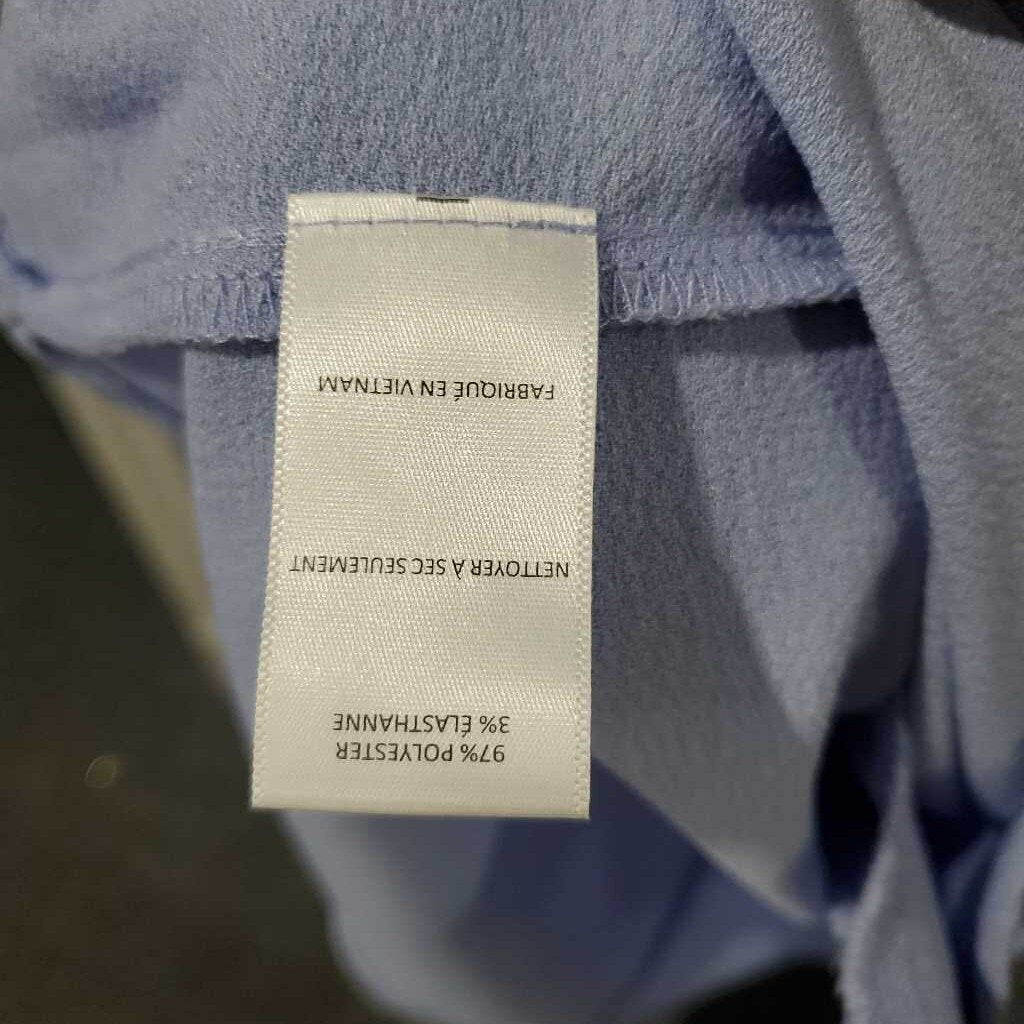 97% POLYESTER
3% ÉLASTHANNE
NETTOYER À SEC SEULEMENT
FABRIQUÉ EN VIETNAM